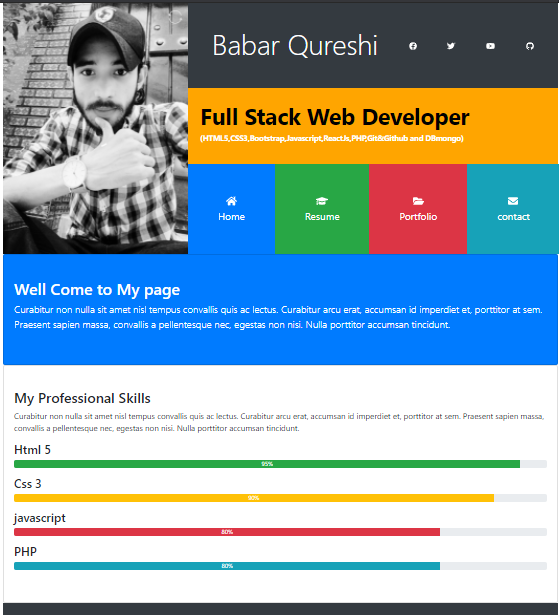 Babar Qureshi
Full Stack Web Developer
(HTML5,CSS3,Bootstrap,Javascript,ReactJs,PHP,Git&Github and DBmongo)
Home
Resume
Portfolio
contact
Well Come to My page
Curabitur non nulla sit amet nisl tempus convallis quis ac lectus. Curabitur arcu erat, accumsan id imperdiet et, porttitor at sem.
Praesent sapien massa, convallis a pellentesque nec, egestas non nisi. Nulla porttitor accumsan tincidunt.
My Professional Skills
Curabitur non nulla sit amet nisl tempus convallis quis ac lectus. Curabitur arcu erat, accumsan id imperdiet et, porttitor at sem. Praesent sapien massa,
convallis a pellentesque nec, egestas non nisi. Nulla porttitor accumsan tincidunt.
Html 5
95%
Css 3
90%
javascript
80%
PHP
80%